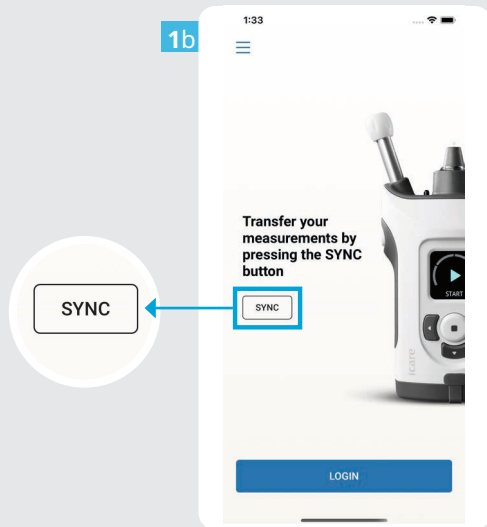 1b
1:33
Transfer your
measurements by
pressing the SYNC
button
SYNC
SYNC
START
icare
LOGIN